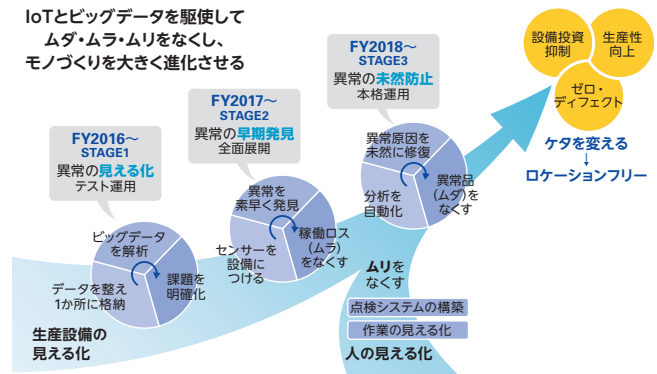 IoTとビッグデータを駆使して
ムダ・ムラ・ムリをなくし、
モノづくりを大きく進化させる
FY2016〜
STAGE1
異常の見える化
テスト運用
ビッグデータ
を解析
データを整え
1か所に格納
課題を
明確化
生産設備の
見える化
FY2017〜
STAGE2
異常の早期発見
全面展開
異常を
素早く発見
センサーを
設備に
つける
稼働ロス
(ムラ)
をなくす
FY2018〜
STAGE3
異常の未然防止
本格運用
異常原因を
未然に修復
分析を
自動化
異常品
(ムダ)を
なくす
ムリを
なくす
点検システムの構築
作業の見える化
人の見える化
設備投資
抑制
生産性
向上
ゼロ・
ディフェクト
ケタを変える
↓
ロケーションフリー